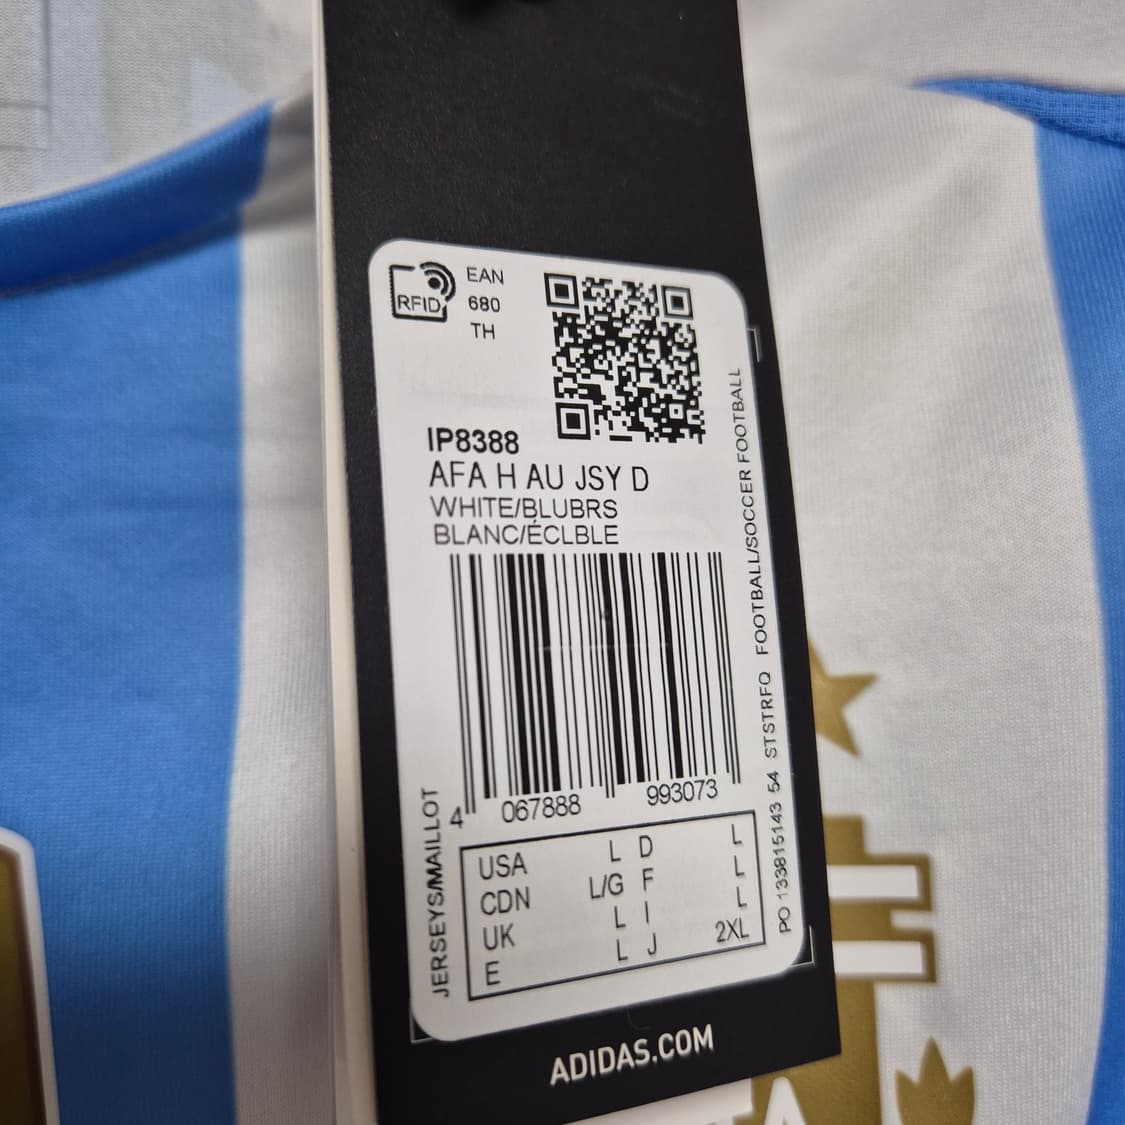 RFID
EAN
680
TH
IP8388
AFA H AU JSY D
WHITE/BLUBRS
BLANC/ÉCLBLE
4 067888 993073
USA L D L
CDN L/G F L
UK L I L
E L J 2XL
JERSEYS/MAILLOT
PO 133815143 54 STSTRFQ FOOTBALL/SOCCER FOOTBALL
ADIDAS.COM
A